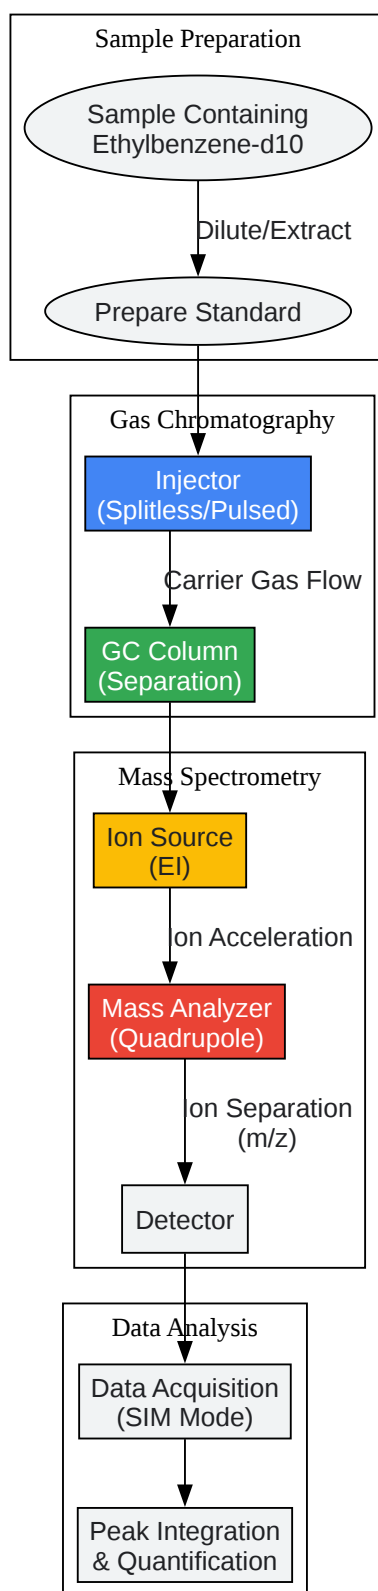 Sample Preparation
Sample Containing
Ethylbenzene-d10
Dilute/Extract
Prepare Standard
Gas Chromatography
Injector
(Splitless/Pulsed)
Carrier Gas Flow
GC Column
(Separation)
Mass Spectrometry
Ion Source
(EI)
Ion Acceleration
Mass Analyzer
(Quadrupole)
Ion Separation
(m/z)
Detector
Data Analysis
Data Acquisition
(SIM Mode)
Peak Integration
& Quantification